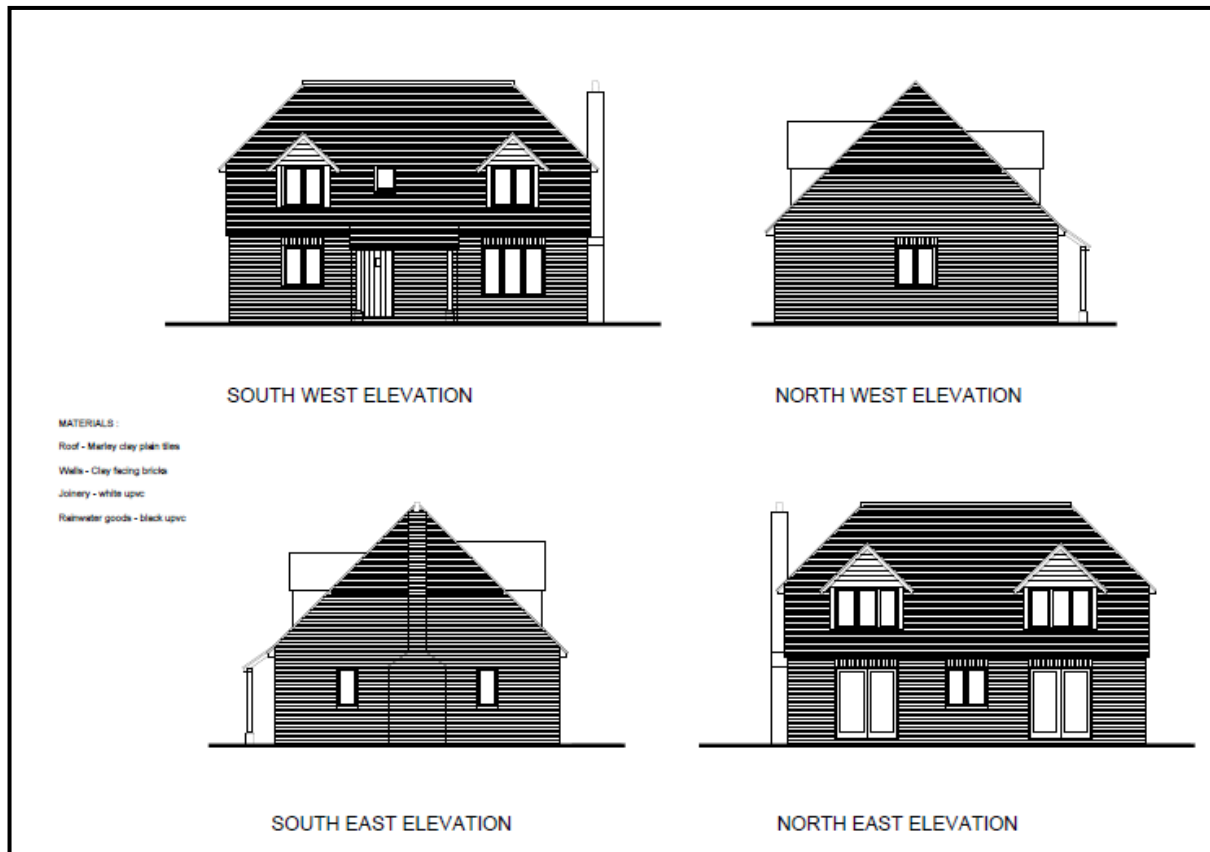 SOUTH WEST ELEVATION
NORTH WEST ELEVATION
MATERIALS :
Roof - Marley clay plain tiles
Walls - Clay facing bricks
Joinery - white upvc
Rainwater goods - black upvc
SOUTH EAST ELEVATION
NORTH EAST ELEVATION